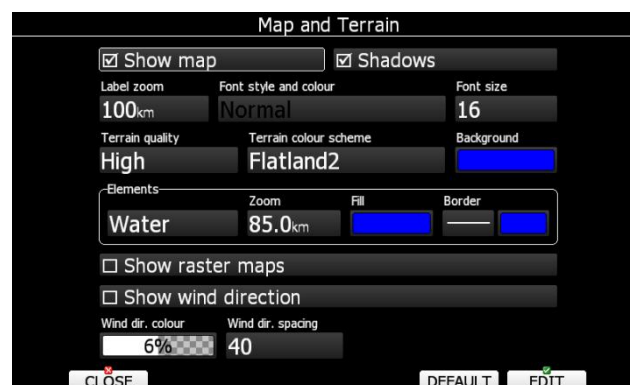 Map and Terrain
Show map Shadows
Label zoom Font style and colour Font size
100km Normal 16
Terrain quality Terrain colour scheme Background
High Flatland2
Elements
Zoom Fill Border
Water 85.0km
Show raster maps
Show wind direction
Wind dir. colour Wind dir. spacing
6% 40
CLOSE DEFAULT EDIT